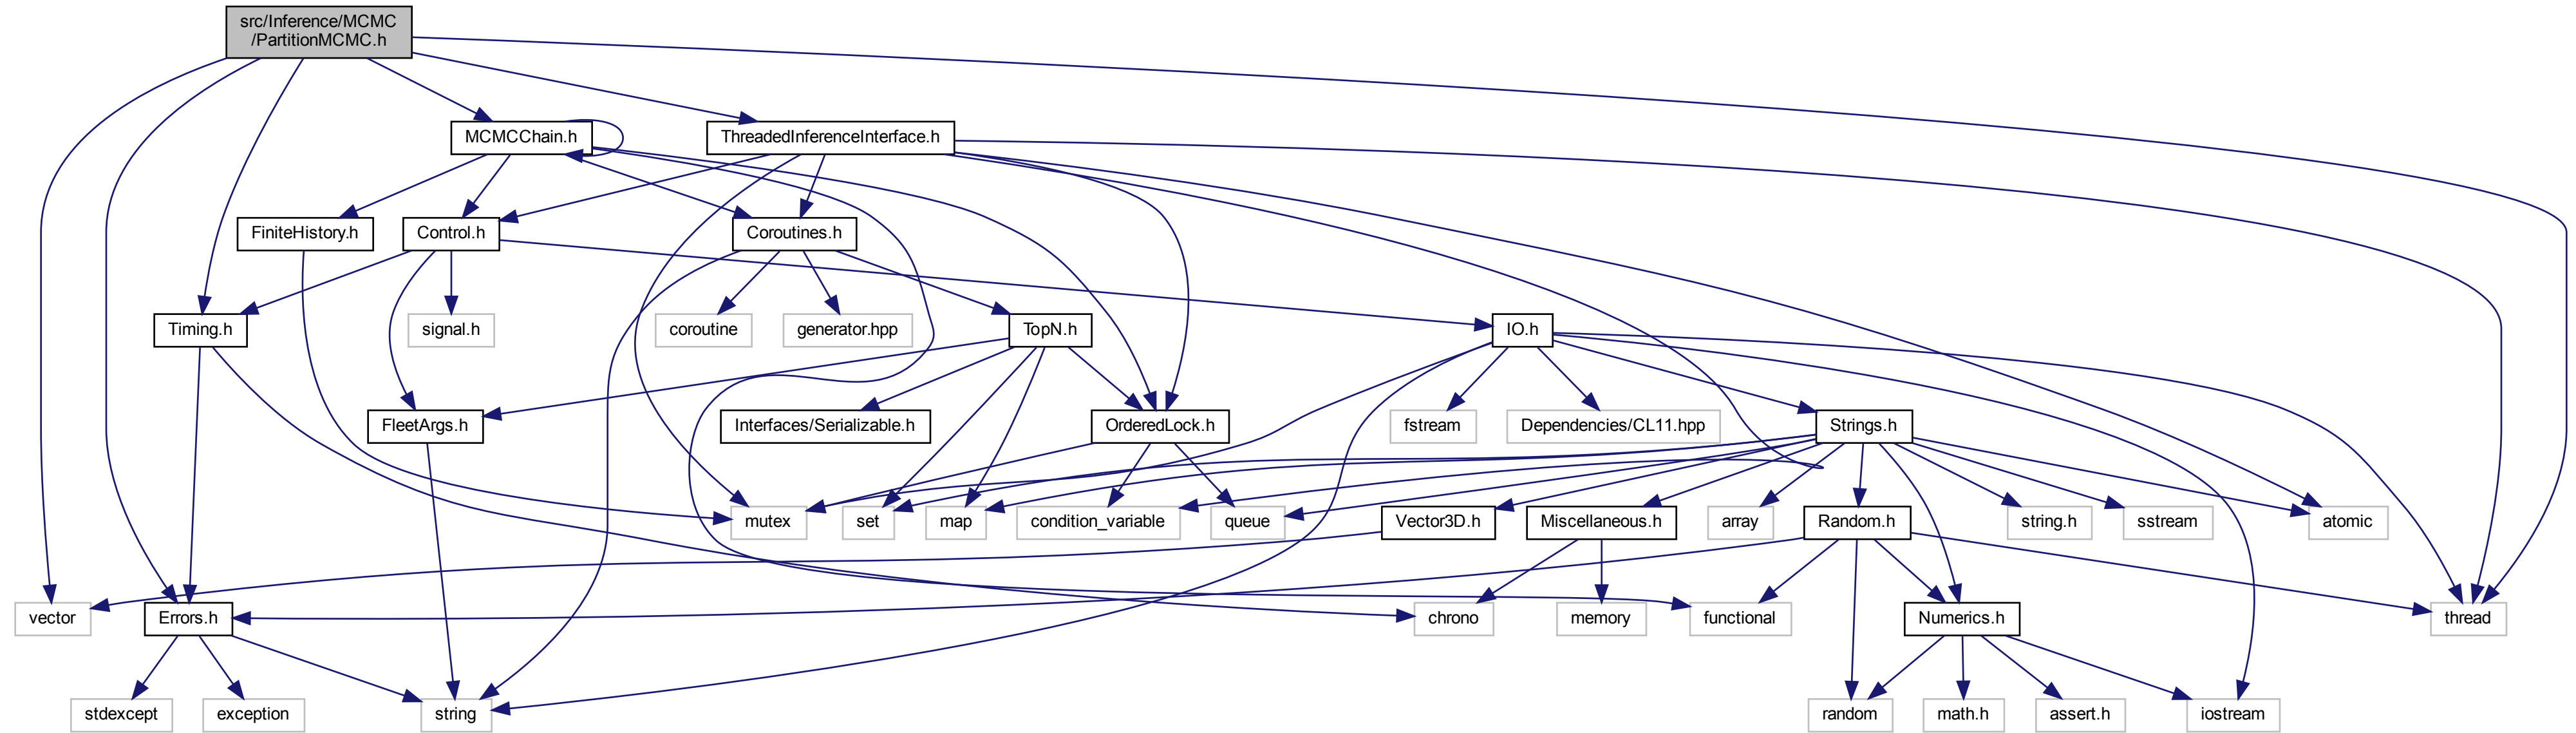 src/Inference/MCMC
/PartitionMCMC.h
MCMCChain.h
ThreadedInferenceInterface.h
FiniteHistory.h
Control.h
Coroutines.h
Timing.h
signal.h
coroutine
generator.hpp
TopN.h
IO.h
FleetArgs.h
Interfaces/Serializable.h
OrderedLock.h
fstream
Dependencies/CL11.hpp
Strings.h
mutex
set
map
condition_variable
queue
Vector3D.h
Miscellaneous.h
array
Random.h
string.h
sstream
atomic
vector
Errors.h
chrono
memory
functional
Numerics.h
thread
stdexcept
exception
string
random
math.h
assert.h
iostream